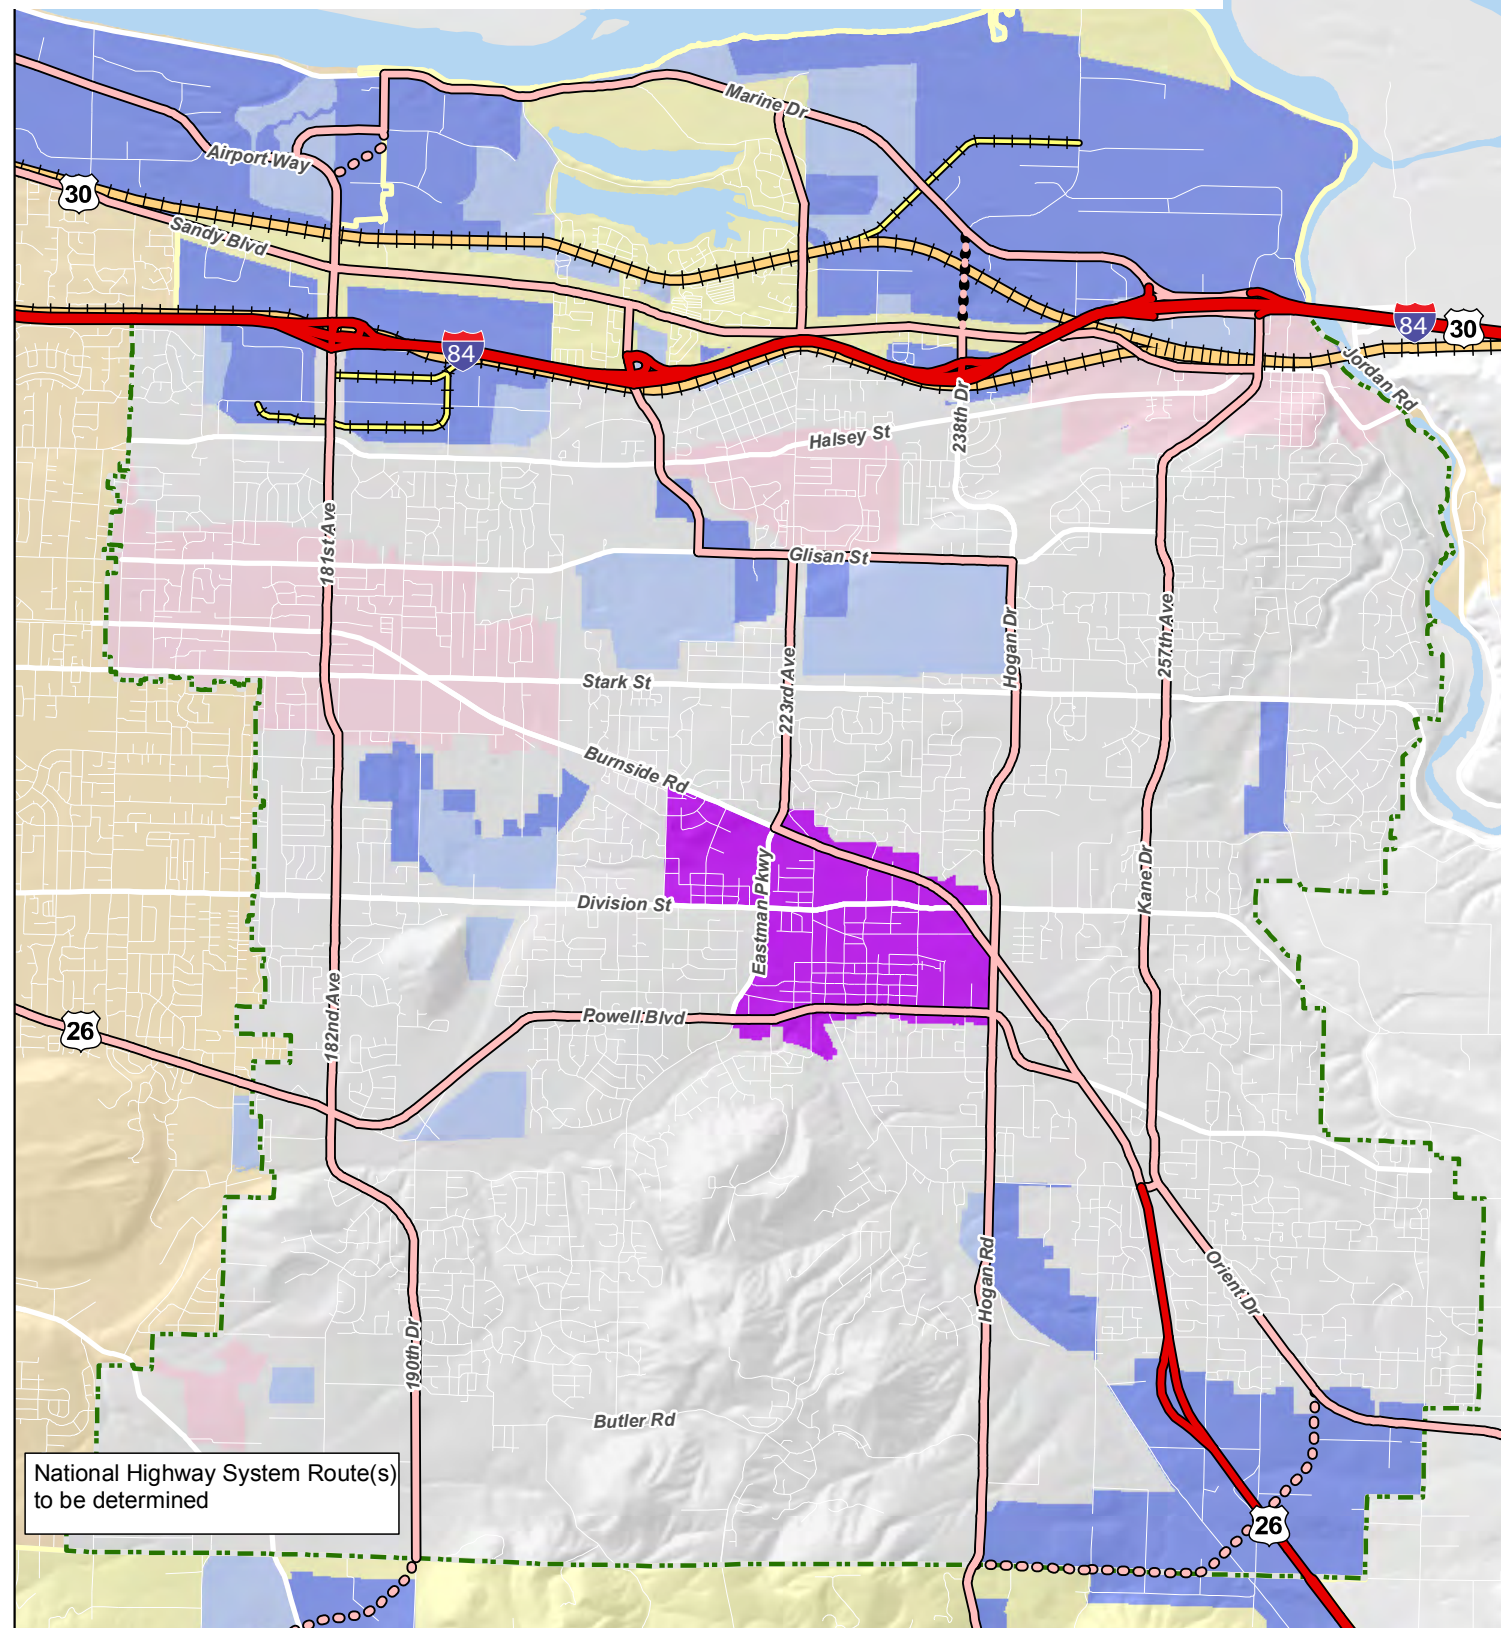 Marine Dr
Airport Way
30
Sandy Blvd
84
84
30
Jordan Rd
238th Dr
Halsey St
181st Ave
Glisan St
Hogan Dr
257th Ave
223rd Ave
Stark St
Burnside Rd
Eastman Pkwy
Kane Dr
Division St
182nd Ave
Powell Blvd
26
Hogan Rd
Orient Dr
190th Dr
Butler Rd
National Highway System Route(s)
to be determined
26